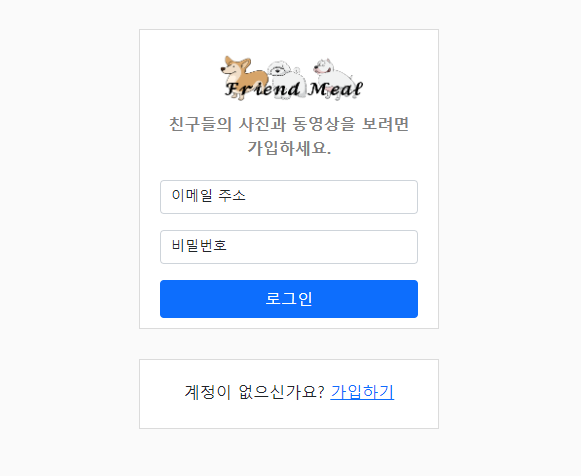 Friend Meal
친구들의 사진과 동영상을 보려면
가입하세요.
이메일 주소
비밀번호
로그인
계정이 없으신가요? 가입하기